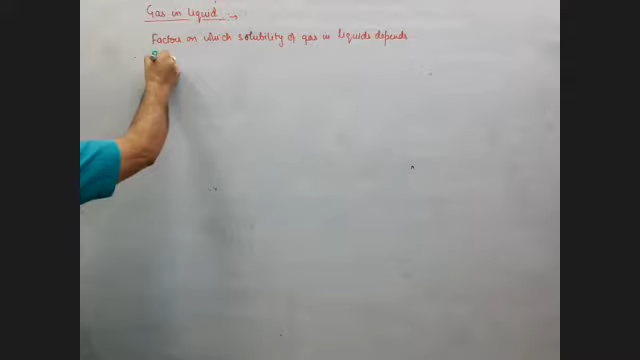 Gas in liquid :→
Factors on which solubility of gas in liquids depends